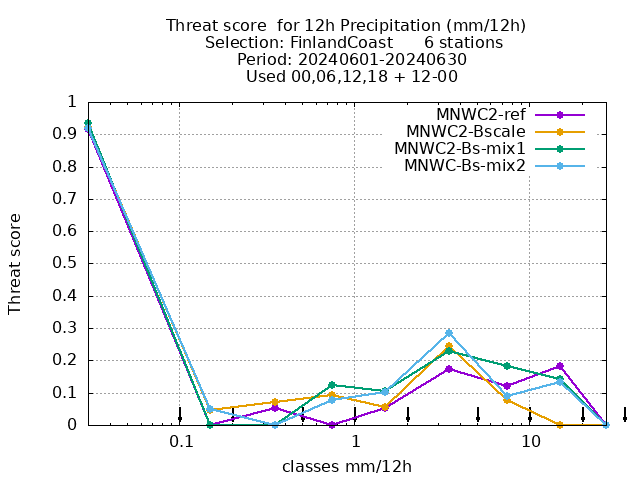 Threat score  for 12h Precipitation (mm/12h)
Selection: FinlandCoast      6 stations
Period: 20240601-20240630
Used 00,06,12,18 + 12-00
MNWC2-ref
MNWC2-Bscale
MNWC2-Bs-mix1
MNWC-Bs-mix2
Threat score
1
0.9
0.8
0.7
0.6
0.5
0.4
0.3
0.2
0.1
0
0.1 1 10
classes mm/12h